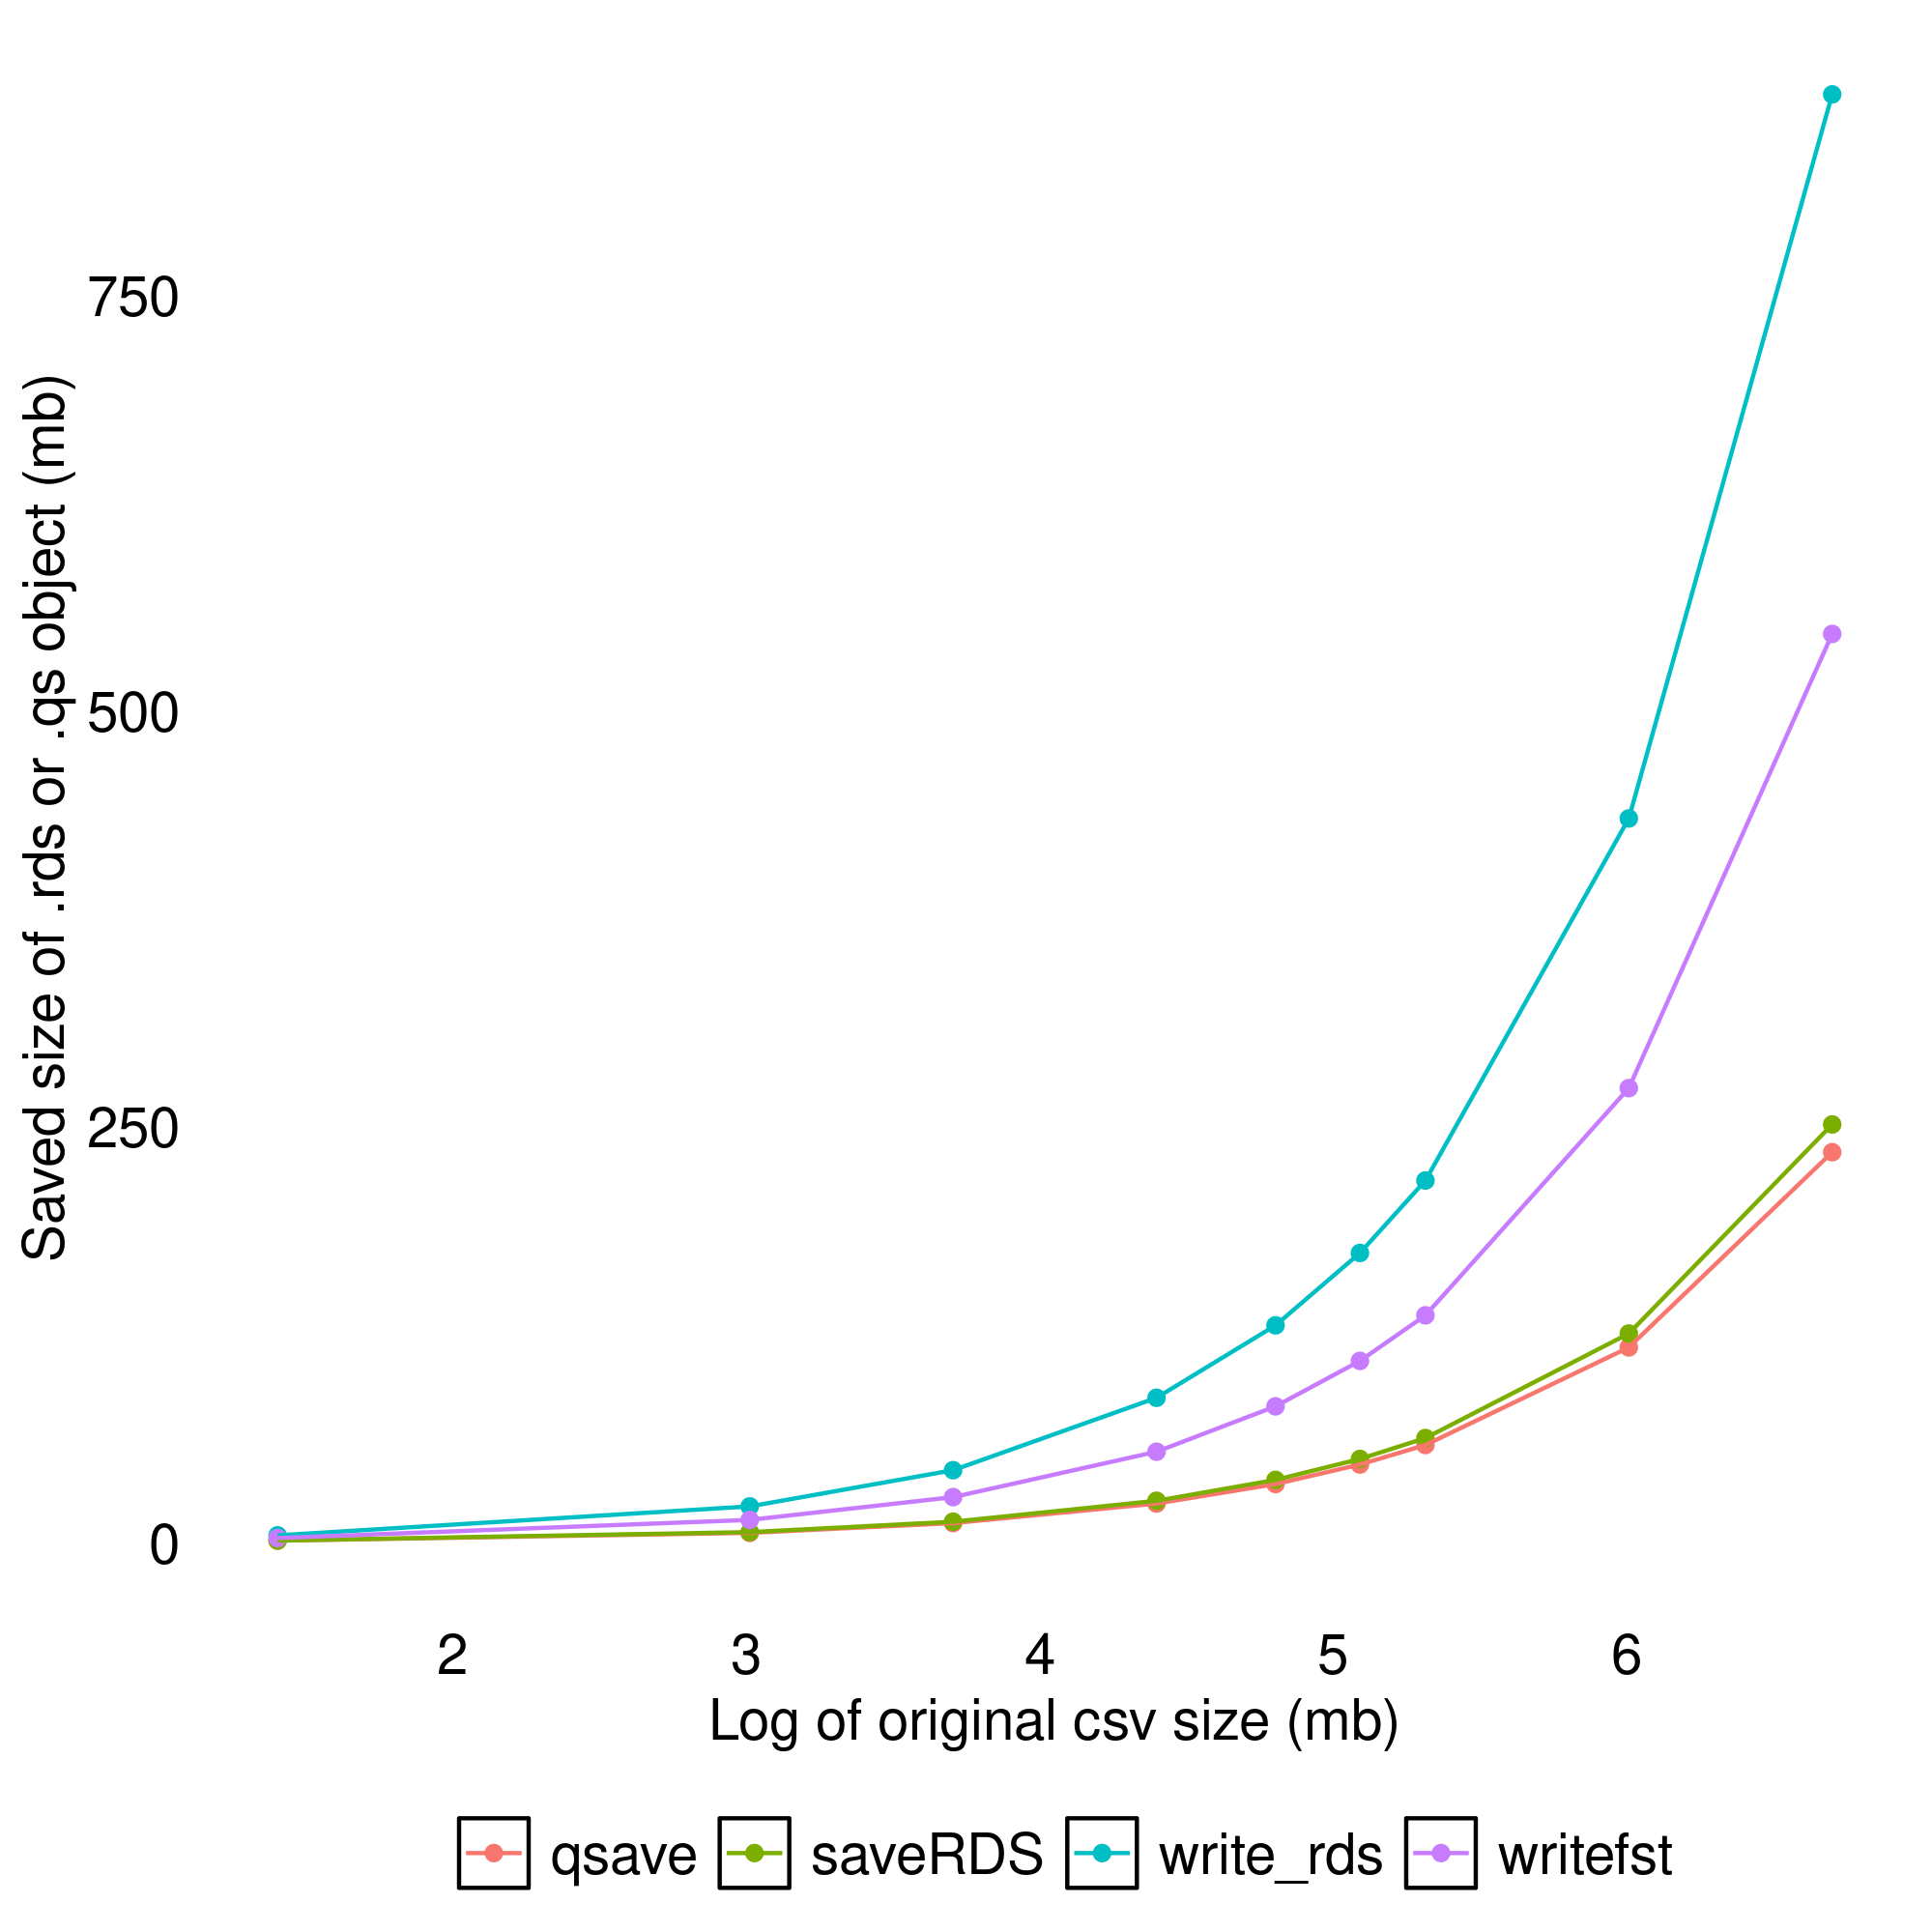 Saved size of .rds or .qs object (mb)
750
500
250
0
2 3 4 5 6
Log of original csv size (mb)
qsave saveRDS write_rds writefst